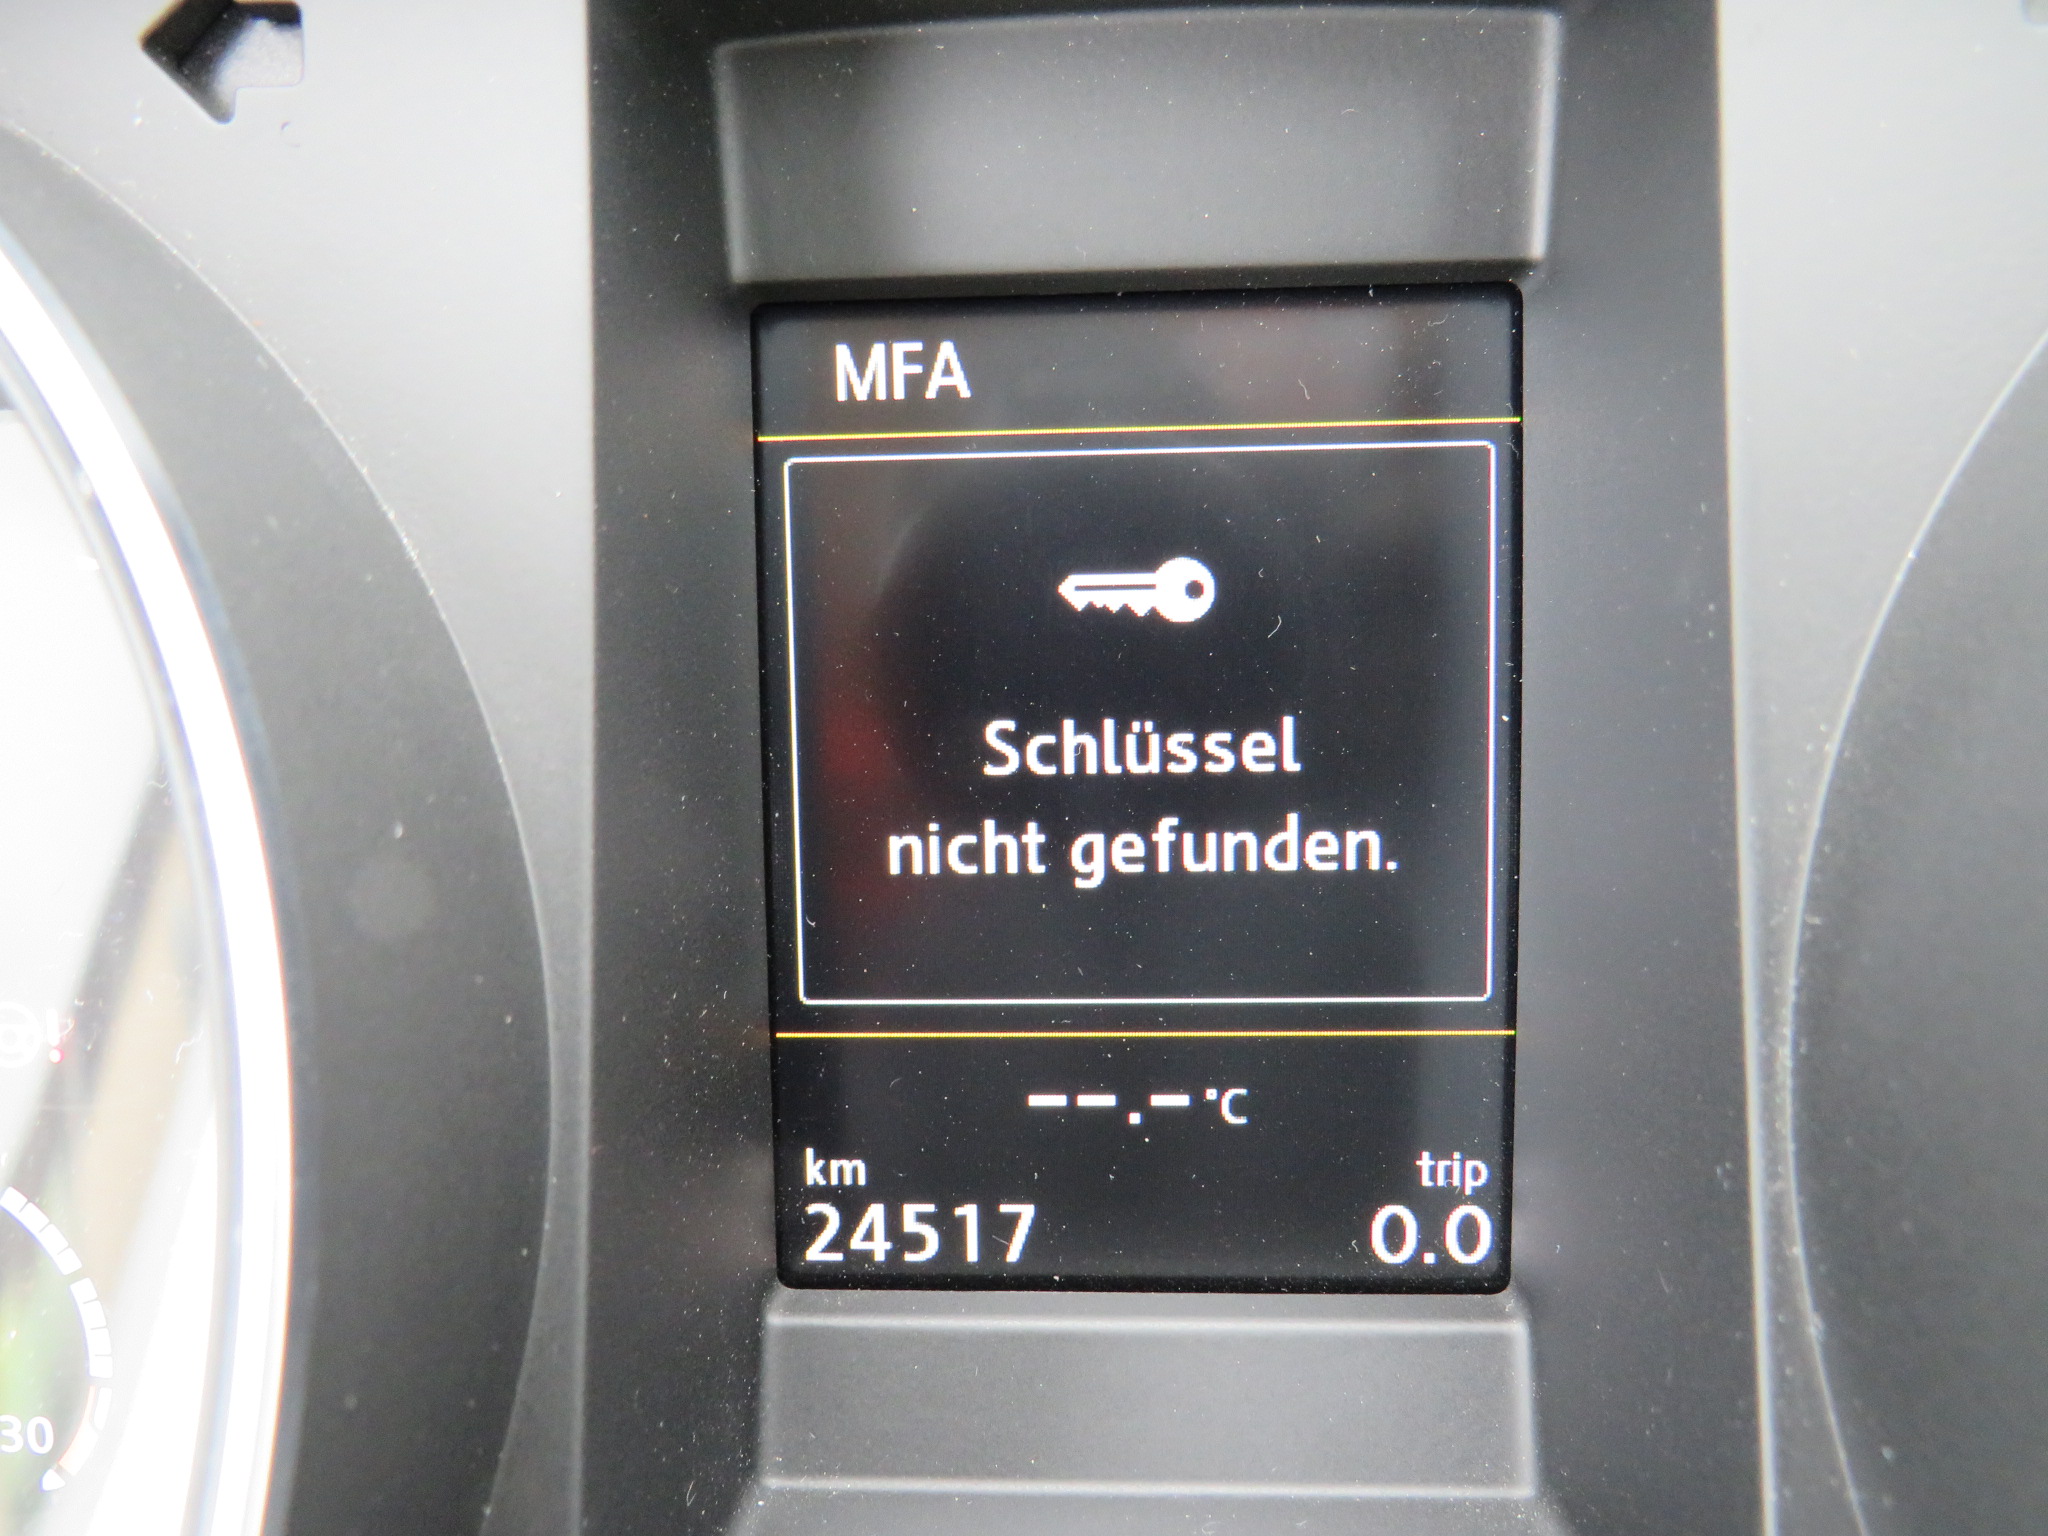 MFA
Schlüssel
nicht gefunden.
--.-°C
km trip
24517 0.0
30